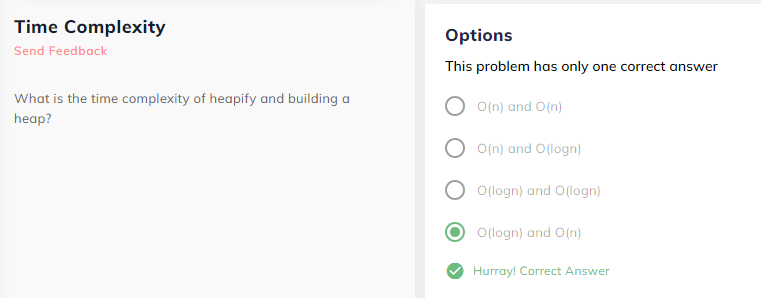 Time Complexity
Send Feedback
What is the time complexity of heapify and building a
heap?
Options
This problem has only one correct answer
O(n) and O(n)
O(n) and O(logn)
O(logn) and O(logn)
O(logn) and O(n)
Hurray! Correct Answer